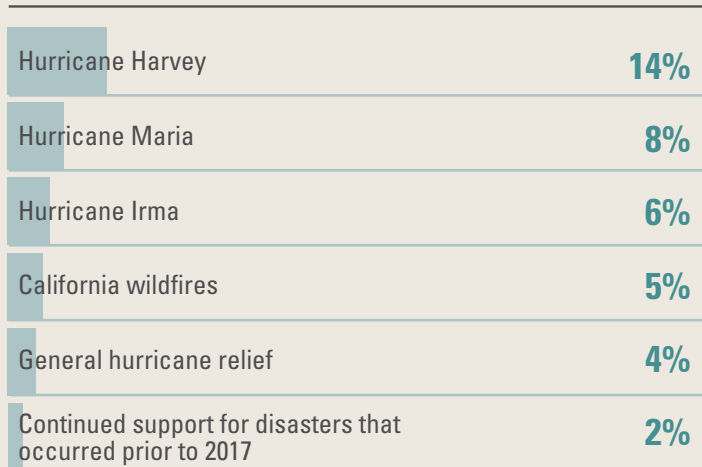 Hurricane Harvey 14%
Hurricane Maria 8%
Hurricane Irma 6%
California wildfires 5%
General hurricane relief 4%
Continued support for disasters that
occurred prior to 2017 2%